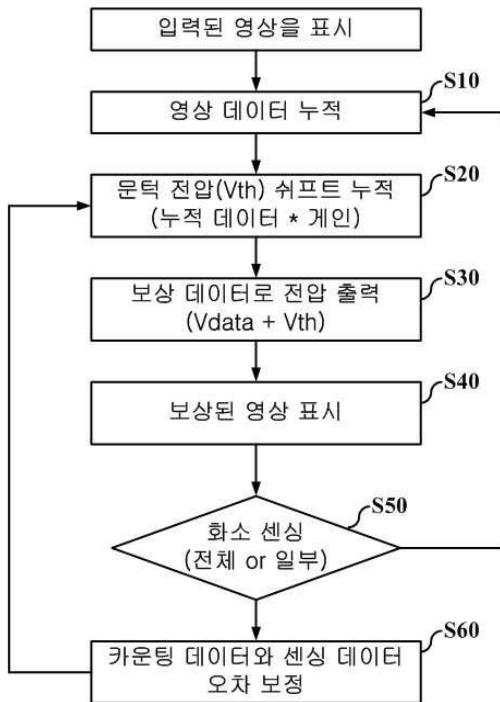 입력된 영상을 표시
S10
영상 데이터 누적
S20
문턱 전압(Vth) 쉬프트 누적
(누적 데이터 * 게인)
S30
보상 데이터로 전압 출력
(Vdata + Vth)
S40
보상된 영상 표시
S50
화소 센싱
(전체 or 일부)
S60
카운팅 데이터와 센싱 데이터
오차 보정